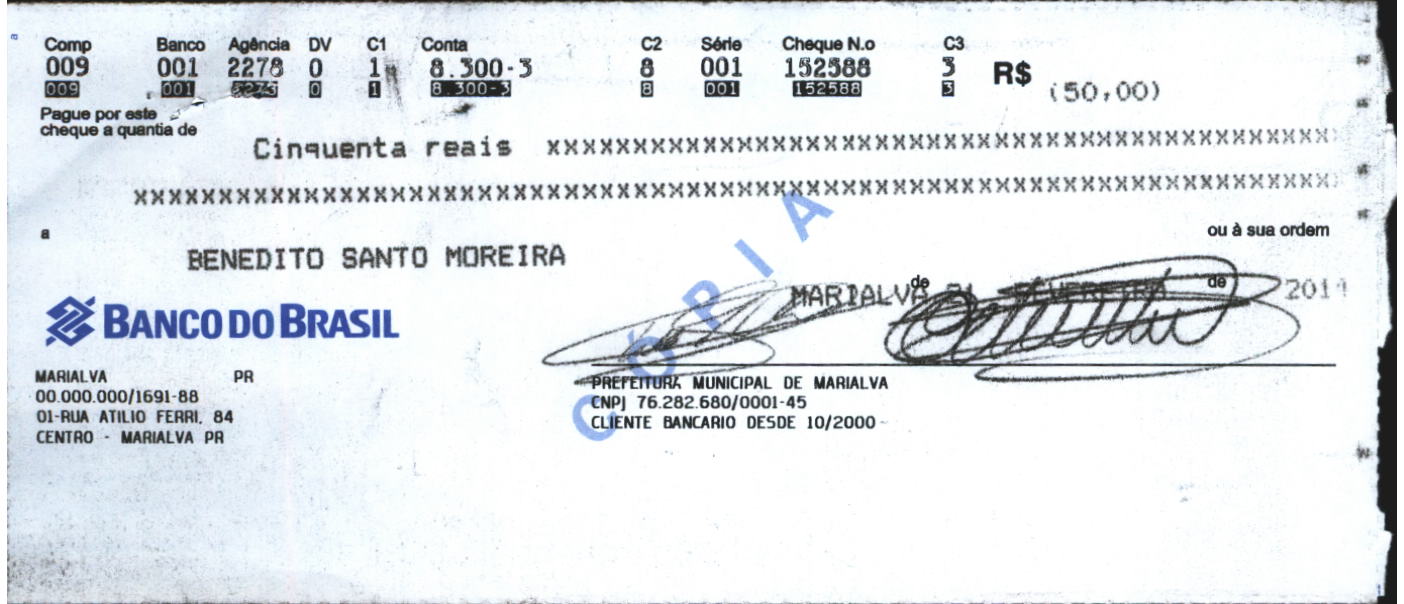 Comp Banco Agência DV C1 Conta C2 Série Cheque N.o C3
009 001 2278 0 1 8.300-3 8 001 152588 3 R$ (50,00)
009 001 0 1 8.300-3 8 001 152588 3
Pague por este
cheque a quantia de
Cinquenta reais xxxxxxxxxxxxxxxxxxxxxxxxxxxxxxxxxxxxxxxxxxxxxxxxxxxxxxxx
xxxxxxxxxxxxxxxxxxxxxxxxxxxxxxxxxxxxxxxxxxxxxxxxxxxxxxxxxxxxxxxxxxxxxxxx
a ou à sua ordem
BENEDITO SANTO MOREIRA
MARIALVA de FEVEREIRO de 2014
BANCO DO BRASIL
MARIALVA PR
00.000.000/1691-88
01-RUA ATILIO FERRI, 84
CENTRO - MARIALVA PR
PREFEITURA MUNICIPAL DE MARIALVA
CNPJ 76.282.680/0001-45
CLIENTE BANCARIO DESDE 10/2000
CÓPIA